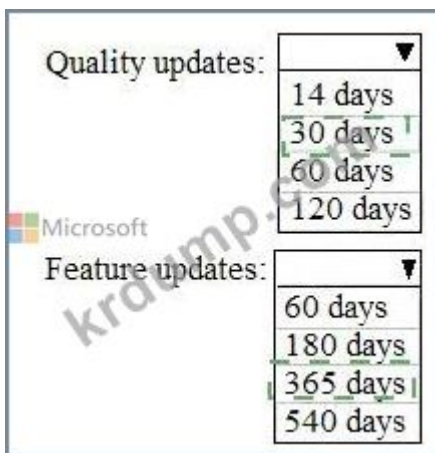 Quality updates:
14 days
30 days
60 days
120 days
Microsoft
Feature updates:
60 days
180 days
365 days
540 days
krdump.com